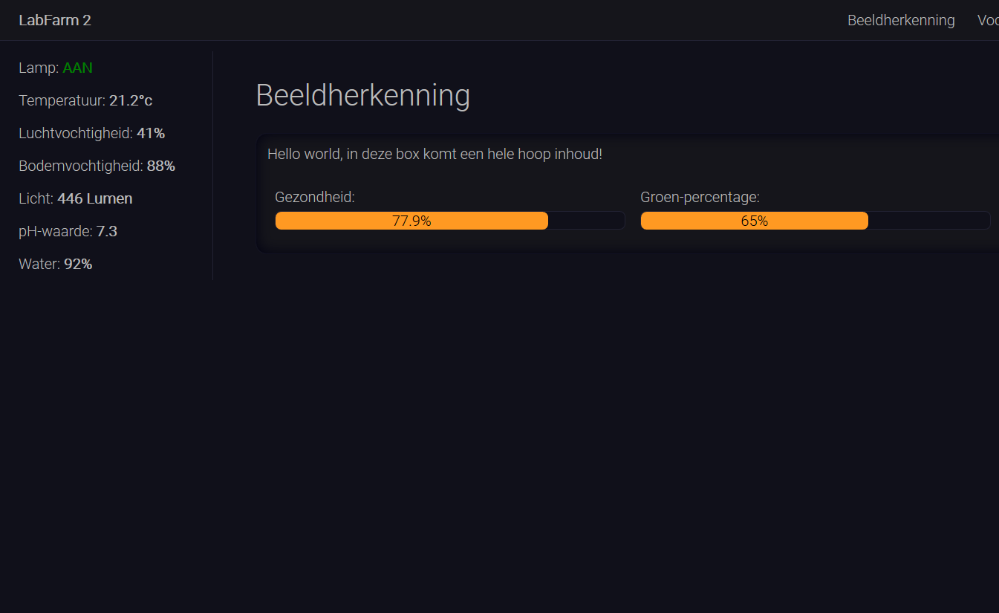 LabFarm 2
Beeldherkenning
Lamp: AAN
Temperatuur: 21.2°c
Luchtvochtigheid: 41%
Bodemvochtigheid: 88%
Licht: 446 Lumen
pH-waarde: 7.3
Water: 92%
Beeldherkenning
Hello world, in deze box komt een hele hoop inhoud!
Gezondheid:
77.9%
Groen-percentage:
65%